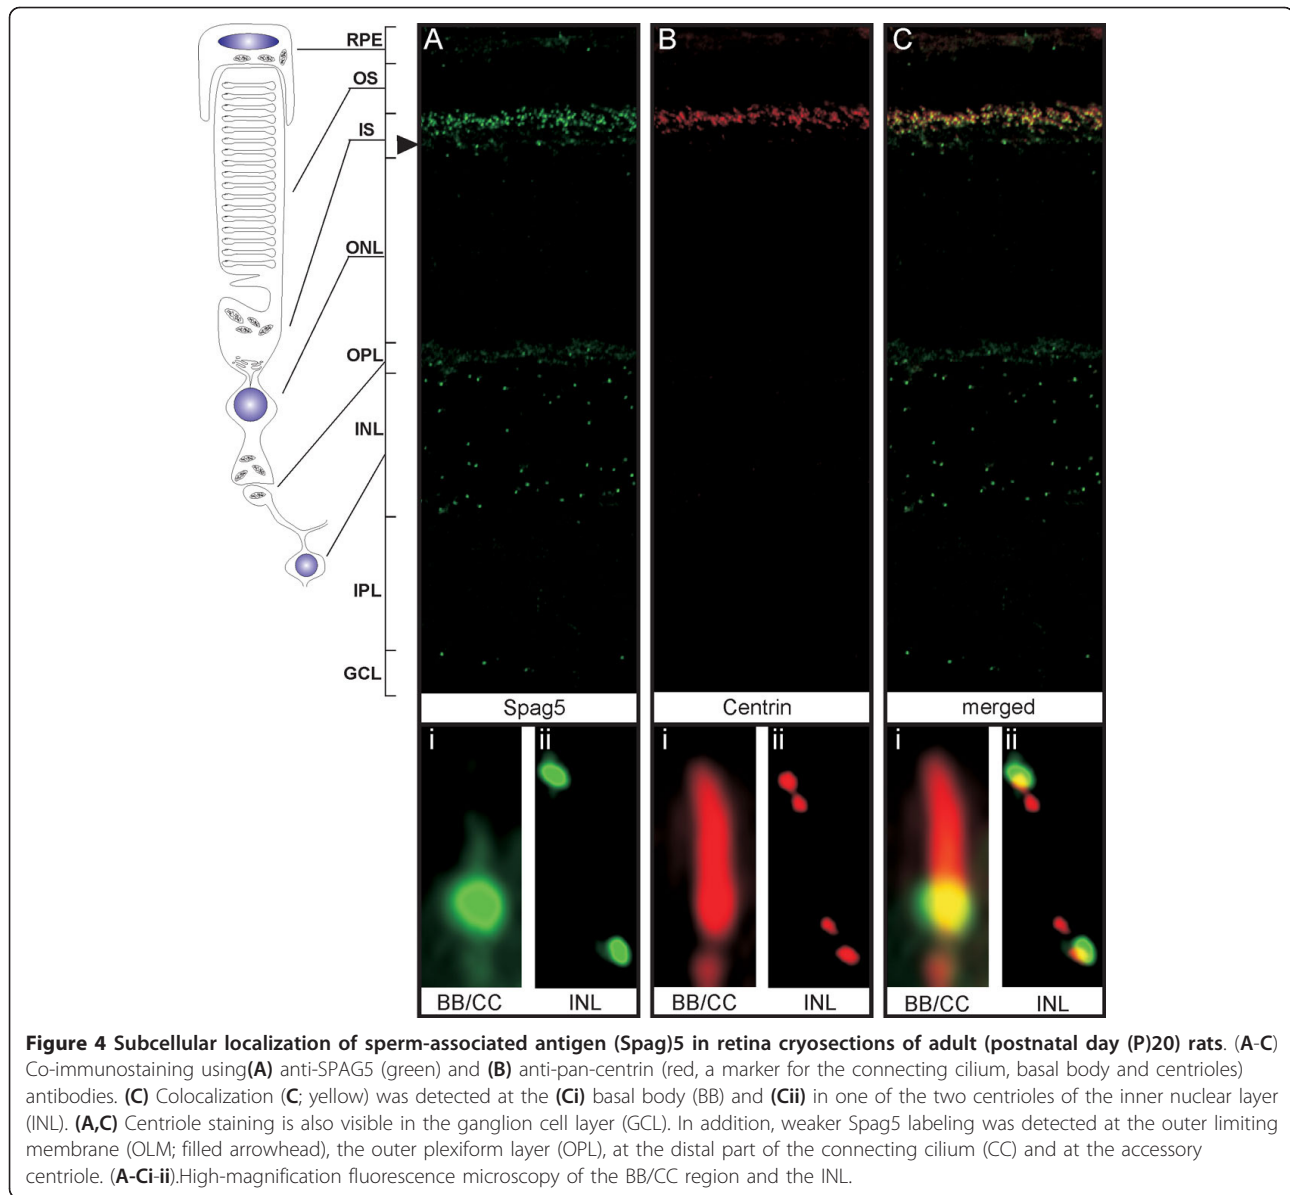 RPE
OS
IS
ONL
OPL
INL
IPL
GCL
A
B
C
Spag5
Centrin
merged
i
ii
i
ii
i
ii
BB/CC
INL
BB/CC
INL
BB/CC
INL
Figure 4 Subcellular localization of sperm-associated antigen (Spag)5 in retina cryosections of adult (postnatal day (P)20) rats. (A-C)
Co-immunostaining using(A) anti-SPAG5 (green) and (B) anti-pan-centrin (red, a marker for the connecting cilium, basal body and centrioles)
antibodies. (C) Colocalization (C; yellow) was detected at the (Ci) basal body (BB) and (Cii) in one of the two centrioles of the inner nuclear layer
(INL). (A,C) Centriole staining is also visible in the ganglion cell layer (GCL). In addition, weaker Spag5 labeling was detected at the outer limiting
membrane (OLM; filled arrowhead), the outer plexiform layer (OPL), at the distal part of the connecting cilium (CC) and at the accessory
centriole. (A-Ci-ii).High-magnification fluorescence microscopy of the BB/CC region and the INL.